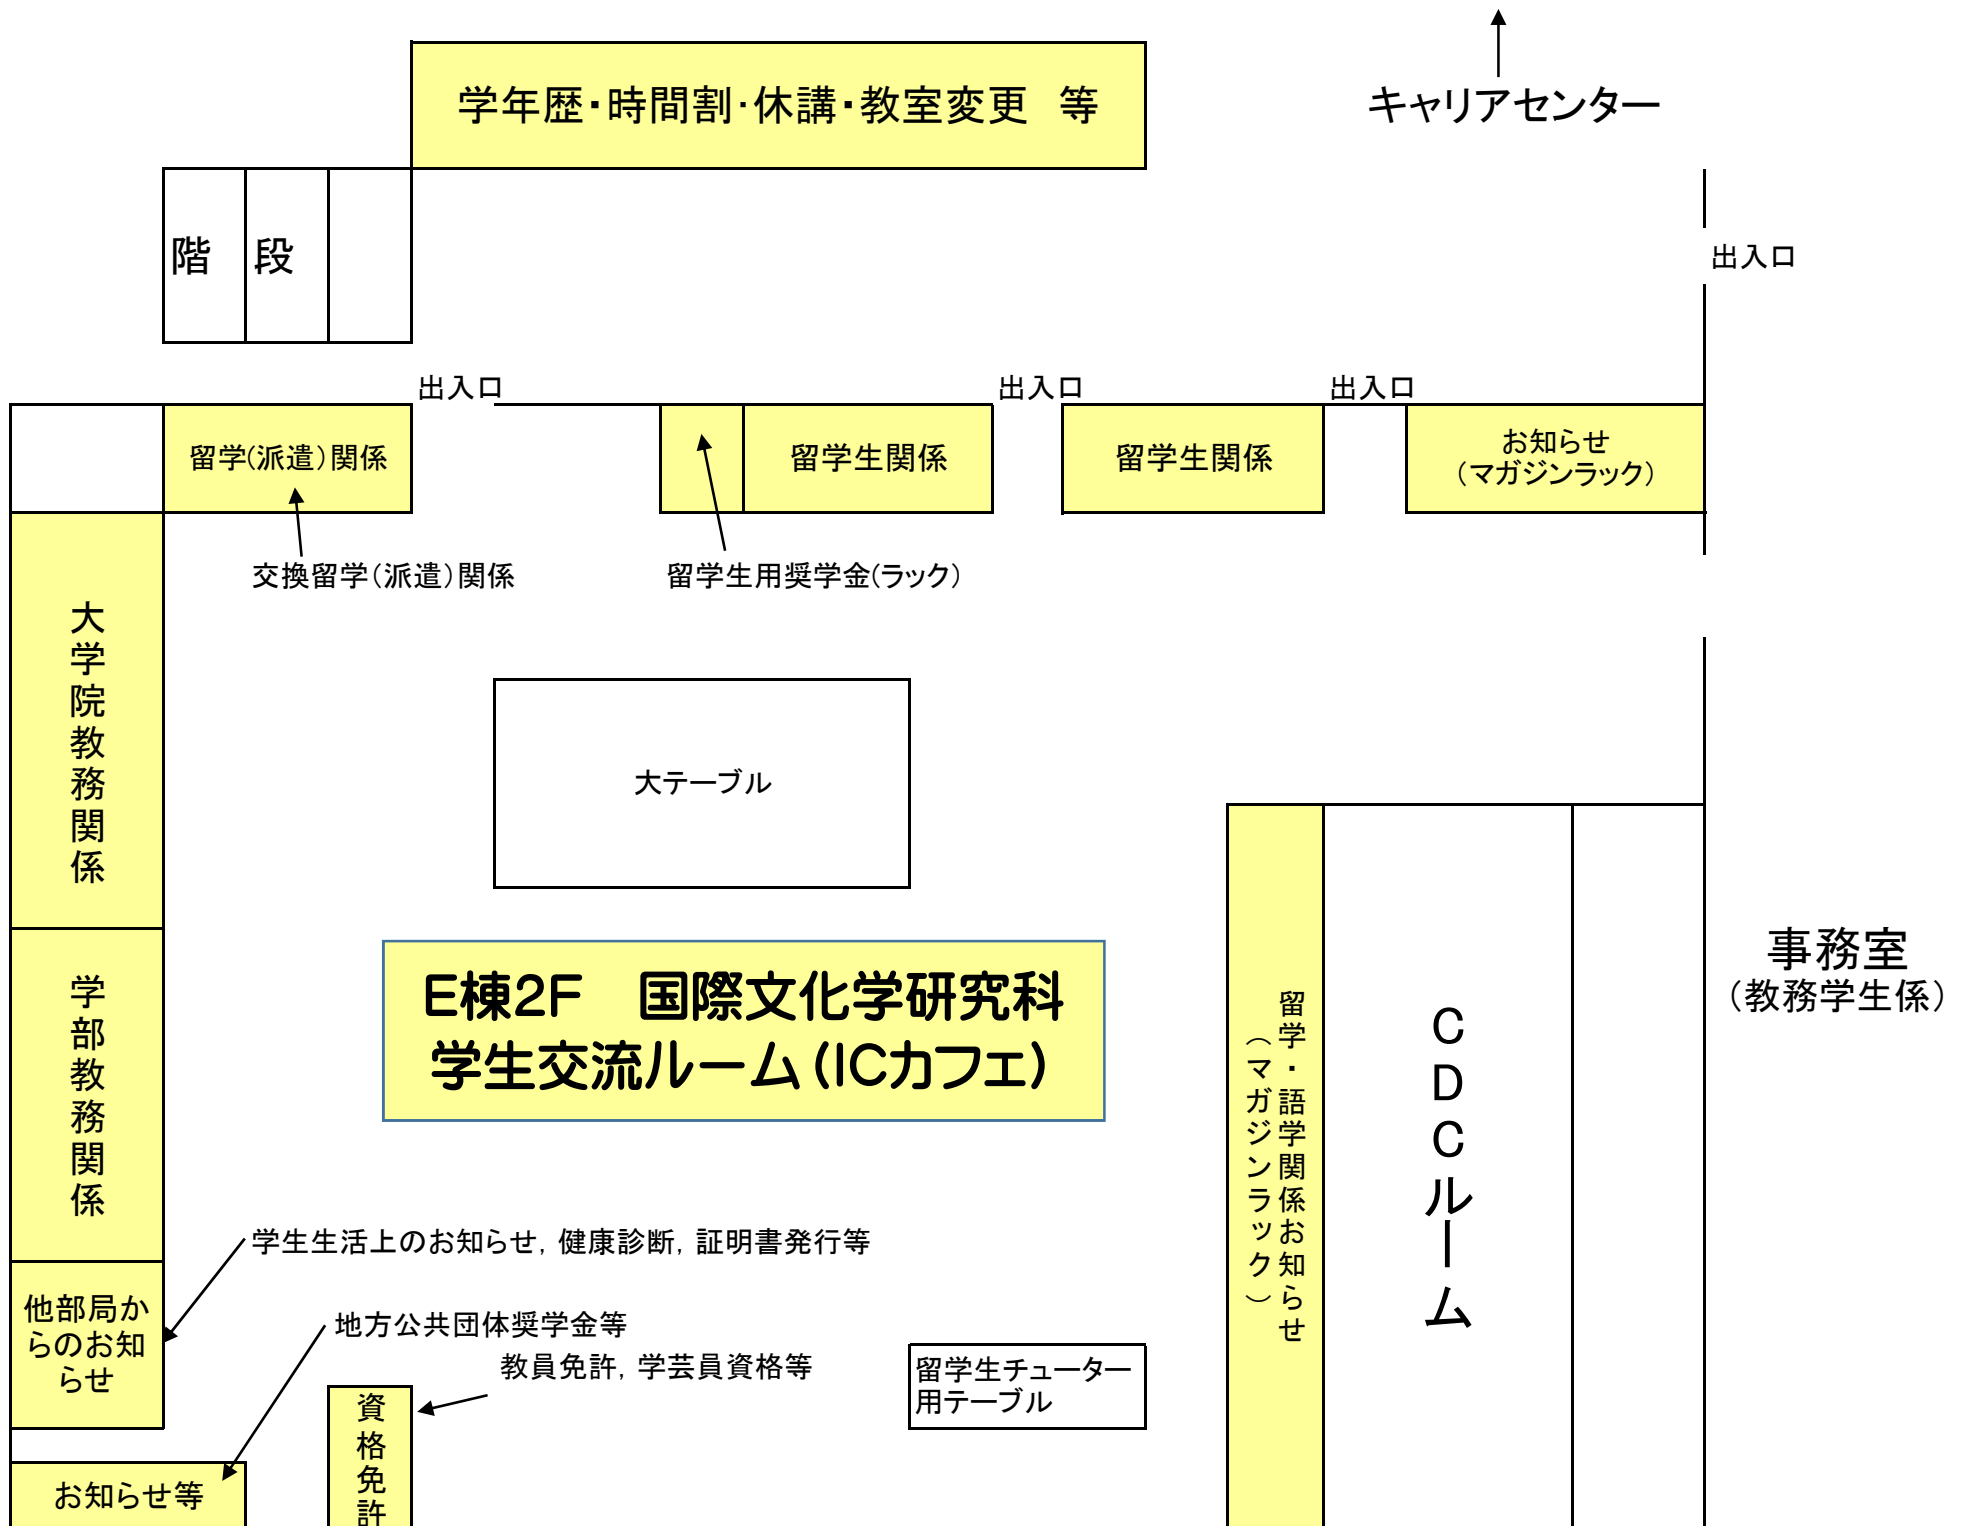 学年歴・時間割・休講・教室変更　等
キャリアセンター
階 段
出入口
出入口
出入口
出入口
留学(派遣)関係
留学生関係
留学生関係
お知らせ
(マガジンラック)
交換留学(派遣)関係
留学生用奨学金(ラック)
大学院教務関係
大テーブル
E棟2F　国際文化学研究科
学生交流ルーム(ICカフェ)
事務室
(教務学生係)
学部教務関係
留学・語学関係お知らせ
(マガジンラック)
CDCルーム
学生生活上のお知らせ, 健康診断, 証明書発行等
他部局か
らのお知
らせ
地方公共団体奨学金等
教員免許, 学芸員資格等
留学生チューター
用テーブル
資格免許
お知らせ等